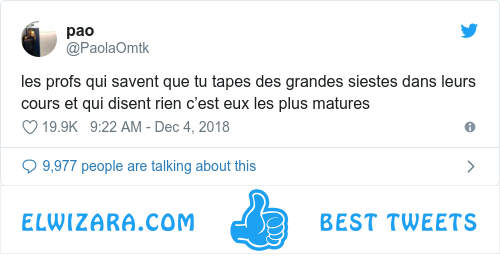 pao
@PaolaOmtk
les profs qui savent que tu tapes des grandes siestes dans leurs
cours et qui disent rien c’est eux les plus matures
19.9K 9:22 AM - Dec 4, 2018
9,977 people are talking about this
ELWIZARA.COM BEST TWEETS